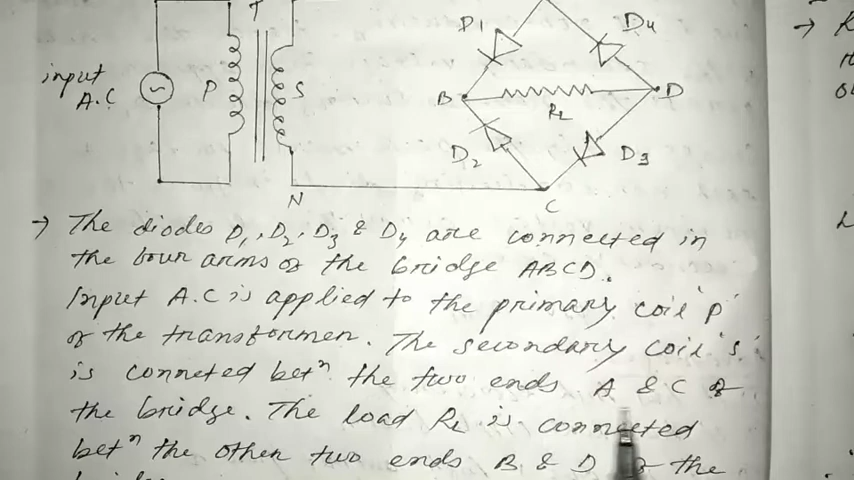 T
D1
D4
input
A.C
P
S
B
D
RL
D2
D3
N
C
→ The diodes D1, D2, D3 & D4 are connected in
the four arms of the bridge ABCD.
Input A.C is applied to the primary coil 'P'
of the transformen. The secondary coil 's'
is conneted betⁿ the two ends A & C of
the bridge. The load RL is connected
betⁿ the other two ends B & D of the